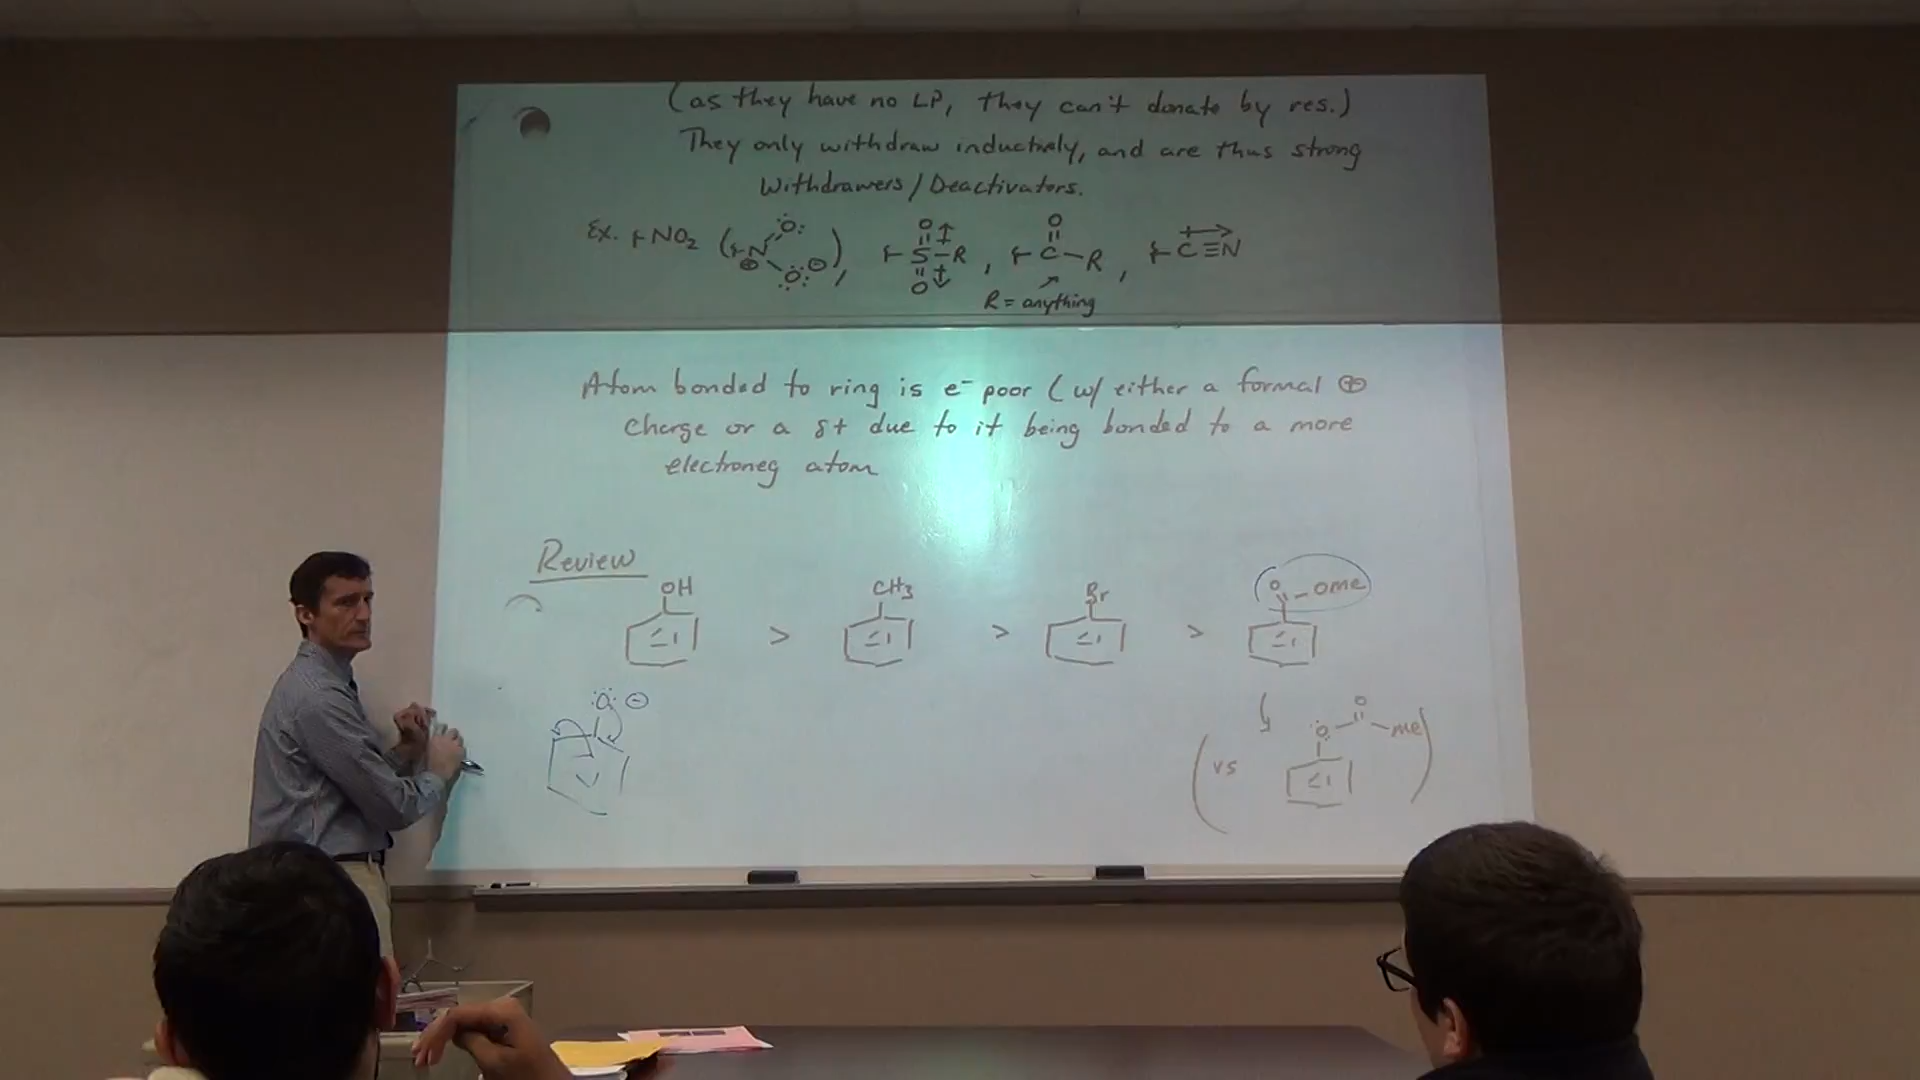 (as they have no LP, they can't donate by res.)
They only withdraw inductively, and are thus strong
Withdrawers/Deactivators.
Ex. NO2 (N ⊕ O O ⊖), O S R O, O C R, C≡N
R = anything
Atom bonded to ring is e⁻ poor (w/ either a formal ⊕
charge or a δ+ due to it being bonded to a more
electroneg atom
Review
OH > CH3 > Br > O OMe
O ⊖
(vs O O Me)